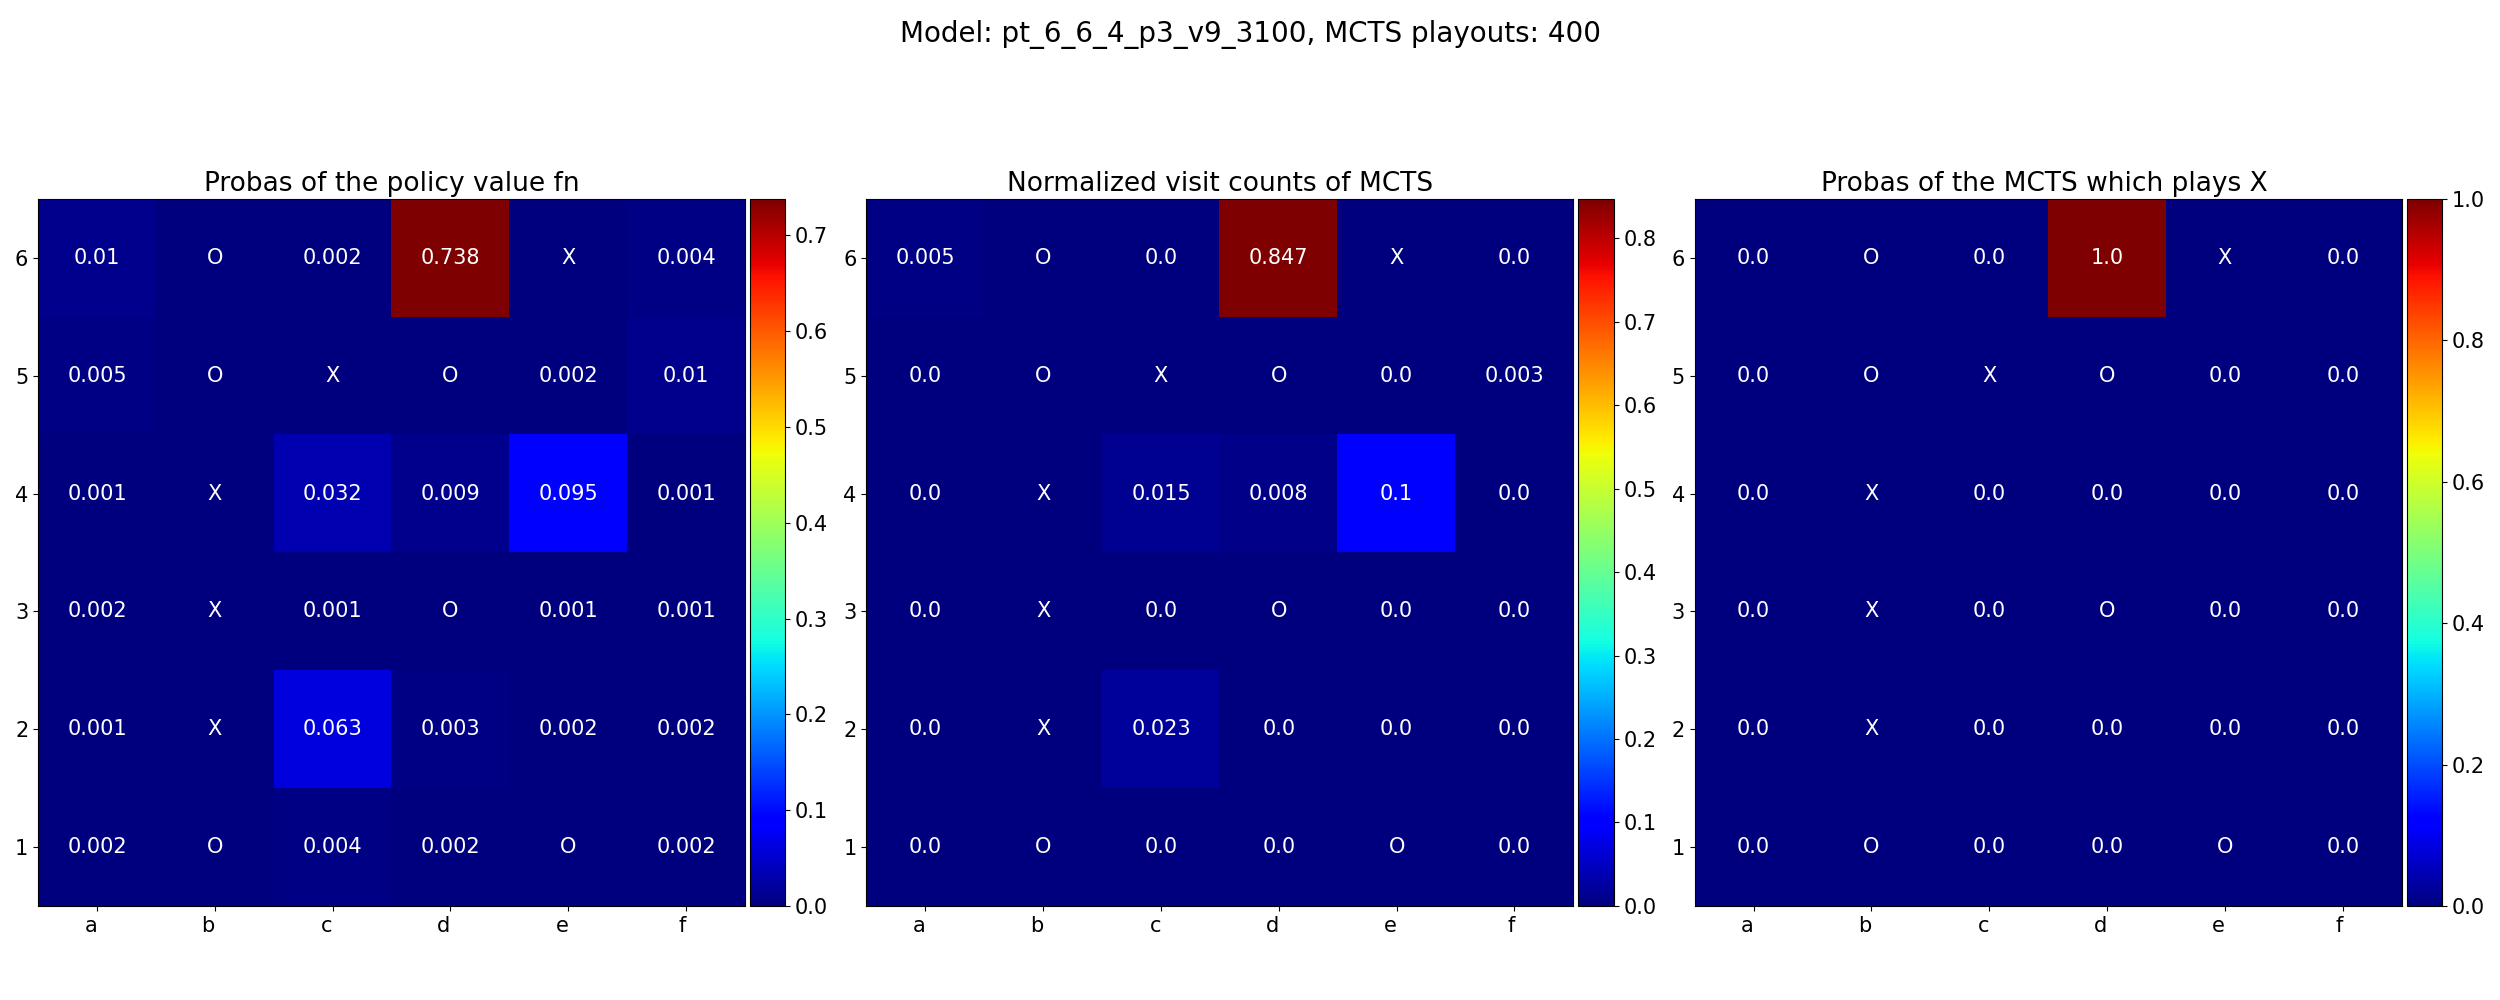 Model: pt_6_6_4_p3_v9_3100, MCTS playouts: 400
Probas of the policy value fn
6 0.01 O 0.002 0.738 X 0.004
5 0.005 O X O 0.002 0.01
4 0.001 X 0.032 0.009 0.095 0.001
3 0.002 X 0.001 O 0.001 0.001
2 0.001 X 0.063 0.003 0.002 0.002
1 0.002 O 0.004 0.002 O 0.002
a b c d e f
0.7
0.6
0.5
0.4
0.3
0.2
0.1
0.0
Normalized visit counts of MCTS
6 0.005 O 0.0 0.847 X 0.0
5 0.0 O X O 0.0 0.003
4 0.0 X 0.015 0.008 0.1 0.0
3 0.0 X 0.0 O 0.0 0.0
2 0.0 X 0.023 0.0 0.0 0.0
1 0.0 O 0.0 0.0 O 0.0
a b c d e f
0.8
0.7
0.6
0.5
0.4
0.3
0.2
0.1
0.0
Probas of the MCTS which plays X
6 0.0 O 0.0 1.0 X 0.0
5 0.0 O X O 0.0 0.0
4 0.0 X 0.0 0.0 0.0 0.0
3 0.0 X 0.0 O 0.0 0.0
2 0.0 X 0.0 0.0 0.0 0.0
1 0.0 O 0.0 0.0 O 0.0
a b c d e f
1.0
0.8
0.6
0.4
0.2
0.0